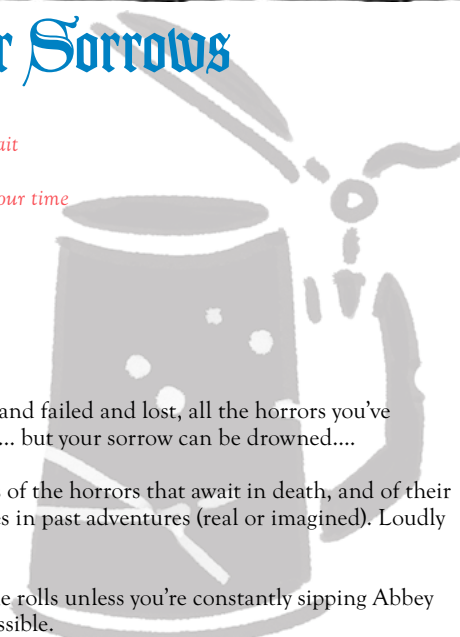 r Sorrows
ait
our time
and failed and lost, all the horrors you've
... but your sorrow can be drowned....
of the horrors that await in death, and of their
s in past adventures (real or imagined). Loudly
e rolls unless you're constantly sipping Abbey
ssible.